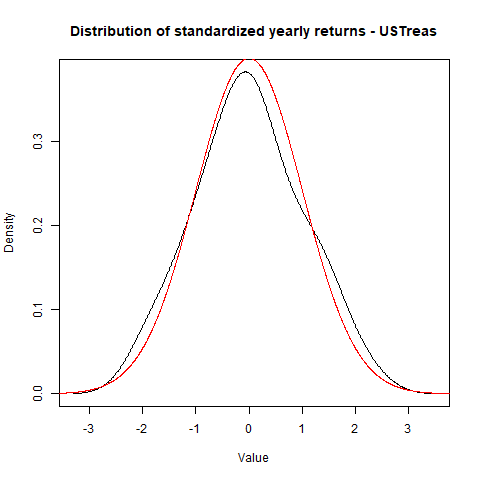 Distribution of standardized yearly returns - USTreas
Density
0.0 0.1 0.2 0.3
-3 -2 -1 0 1 2 3
Value